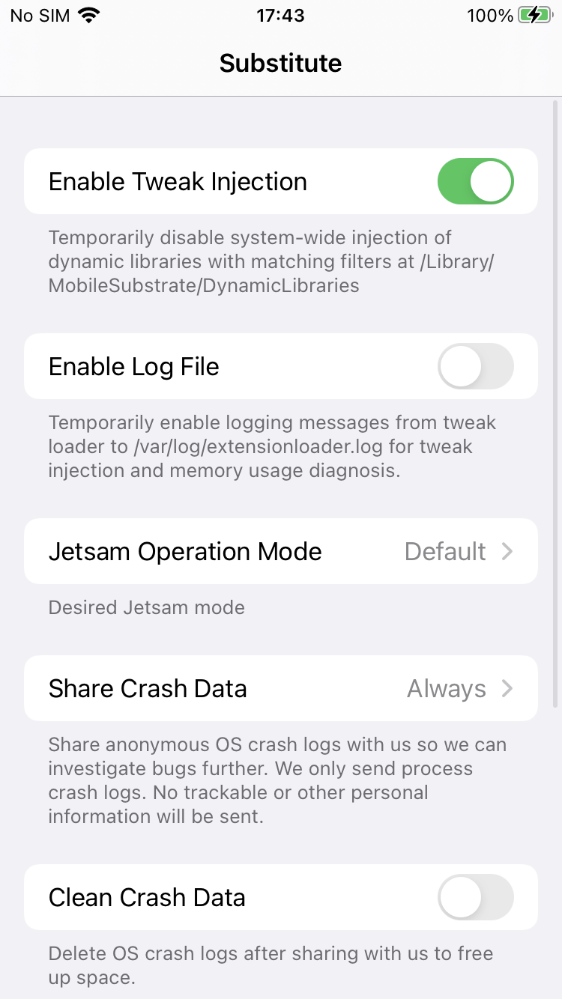 No SIM 17:43 100%
Substitute
Enable Tweak Injection
Temporarily disable system-wide injection of
dynamic libraries with matching filters at /Library/
MobileSubstrate/DynamicLibraries
Enable Log File
Temporarily enable logging messages from tweak
loader to /var/log/extensionloader.log for tweak
injection and memory usage diagnosis.
Jetsam Operation Mode Default
Desired Jetsam mode
Share Crash Data Always
Share anonymous OS crash logs with us so we can
investigate bugs further. We only send process
crash logs. No trackable or other personal
information will be sent.
Clean Crash Data
Delete OS crash logs after sharing with us to free
up space.